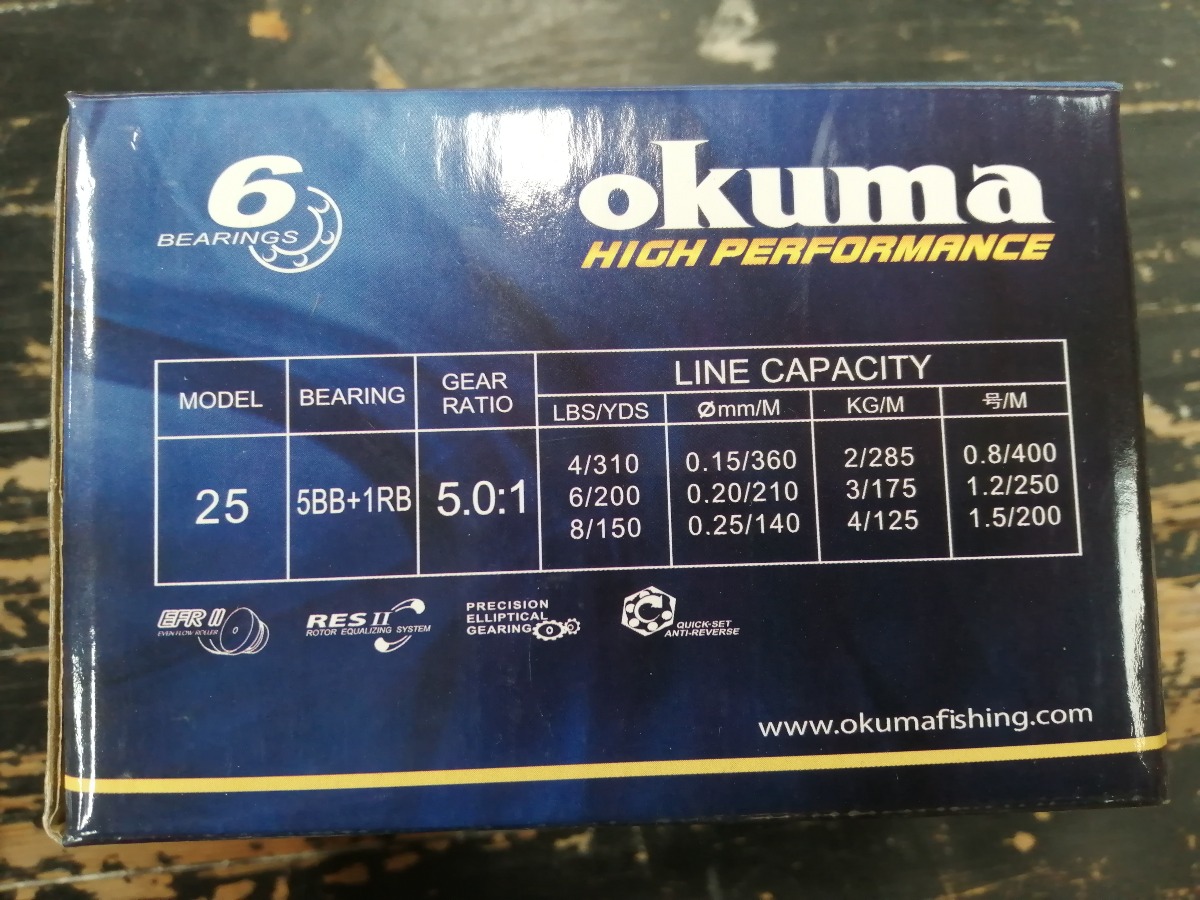 6
BEARINGS
okuma
HIGH PERFORMANCE
MODEL
BEARING
GEAR
RATIO
LINE CAPACITY
LBS/YDS
Ømm/M
KG/M
号/M
25
5BB+1RB
5.0:1
4/310
0.15/360
2/285
0.8/400
6/200
0.20/210
3/175
1.2/250
8/150
0.25/140
4/125
1.5/200
EFR II
EVEN FLOW ROLLER
RES II
ROTOR EQUALIZING SYSTEM
PRECISION
ELLIPTICAL
GEARING
QUICK-SET
ANTI-REVERSE
www.okumafishing.com